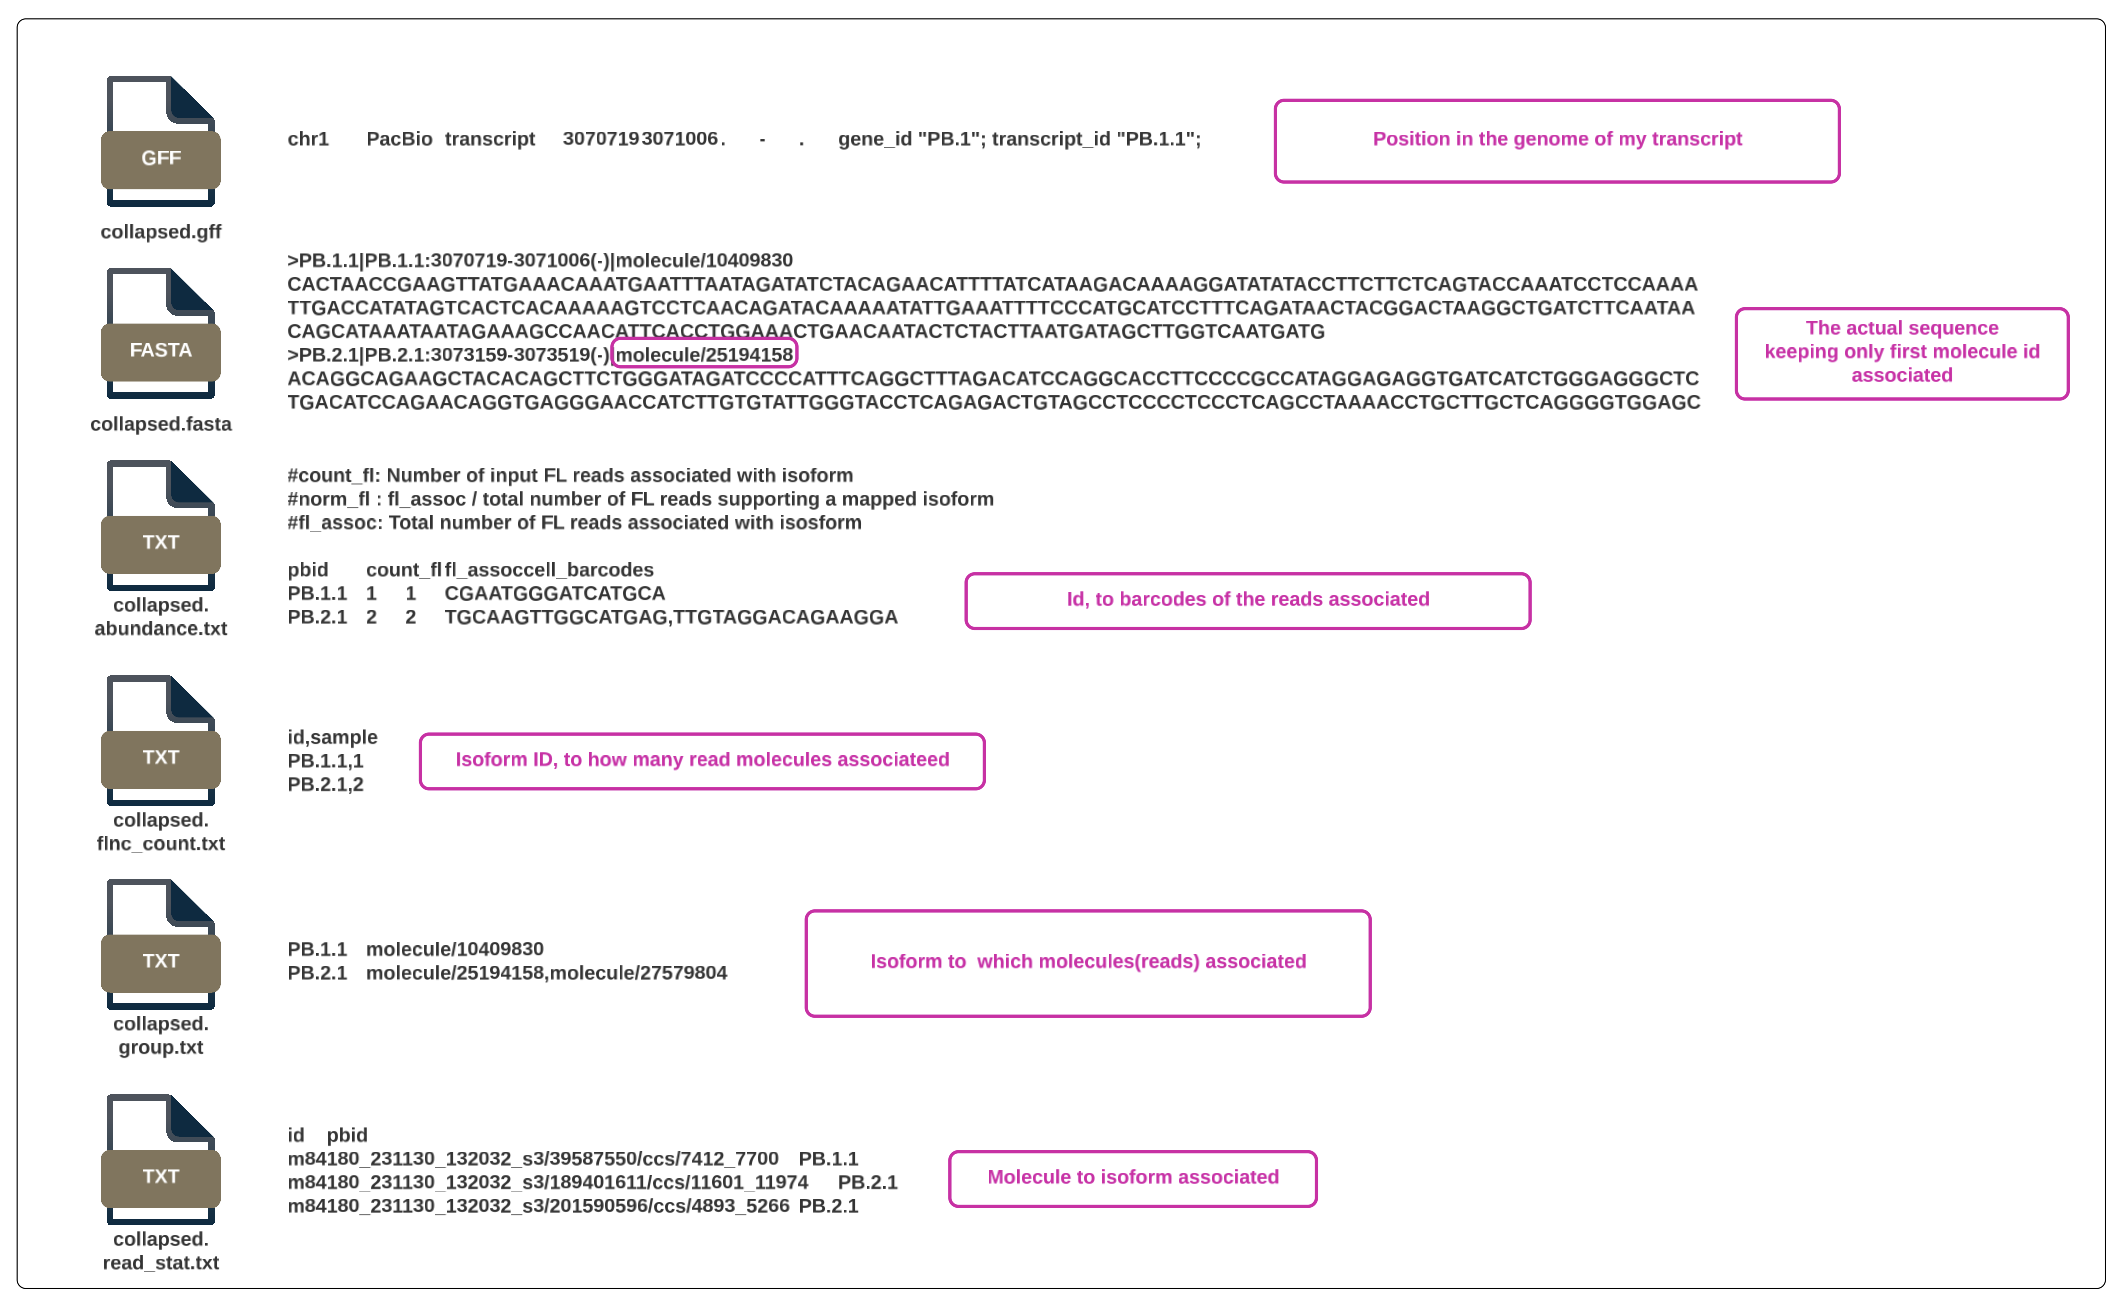 GFF
collapsed.gff
chr1 PacBio transcript 3070719 3071006 . - . gene_id "PB.1"; transcript_id "PB.1.1";
Position in the genome of my transcript
FASTA
collapsed.fasta
>PB.1.1|PB.1.1:3070719-3071006(-)|molecule/10409830
CACTAACCGAAGTTATGAAACAAATGAATTTAATAGATATCTACAGAACATTTTATCATAAGACAAAAGGATATATACCTTCTTCTCAGTACCAAATCCTCCAAAA
TTGACCATATAGTCACTCACAAAAAGTCCTCAACAGATACAAAAATATTGAAATTTTCCCATGCATCCTTTCAGATAACTACGGACTAAGGCTGATCTTCAATAA
CAGCATAAATAATAGAAAGCCAACATTCACCTGGAAACTGAACAATACTCTACTTAATGATAGCTTGGTCAATGATG
>PB.2.1|PB.2.1:3073159-3073519(-)|molecule/25194158
ACAGGCAGAAGCTACACAGCTTCTGGGATAGATCCCCATTTCAGGCTTTAGACATCCAGGCACCTTCCCCGCCATAGGAGAGGTGATCATCTGGGAGGGCTC
TGACATCCAGAACAGGTGAGGGAACCATCTTGTGTATTGGGTACCTCAGAGACTGTAGCCTCCCCTCCCTCAGCCTAAAACCTGCTTGCTCAGGGGTGGAGC
The actual sequence
keeping only first molecule id
associated
TXT
collapsed.
abundance.txt
#count_fl: Number of input FL reads associated with isoform
#norm_fl : fl_assoc / total number of FL reads supporting a mapped isoform
#fl_assoc: Total number of FL reads associated with isosform
pbid count_fl fl_assoc cell_barcodes
PB.1.1 1 1 CGAATGGGATCATGCA
PB.2.1 2 2 TGCAAGTTGGCATGAG,TTGTAGGACAGAAGGA
Id, to barcodes of the reads associated
TXT
collapsed.
flnc_count.txt
id,sample
PB.1.1,1
PB.2.1,2
Isoform ID, to how many read molecules associateed
TXT
collapsed.
group.txt
PB.1.1 molecule/10409830
PB.2.1 molecule/25194158,molecule/27579804
Isoform to which molecules(reads) associated
TXT
collapsed.
read_stat.txt
id pbid
m84180_231130_132032_s3/39587550/ccs/7412_7700 PB.1.1
m84180_231130_132032_s3/189401611/ccs/11601_11974 PB.2.1
m84180_231130_132032_s3/201590596/ccs/4893_5266 PB.2.1
Molecule to isoform associated